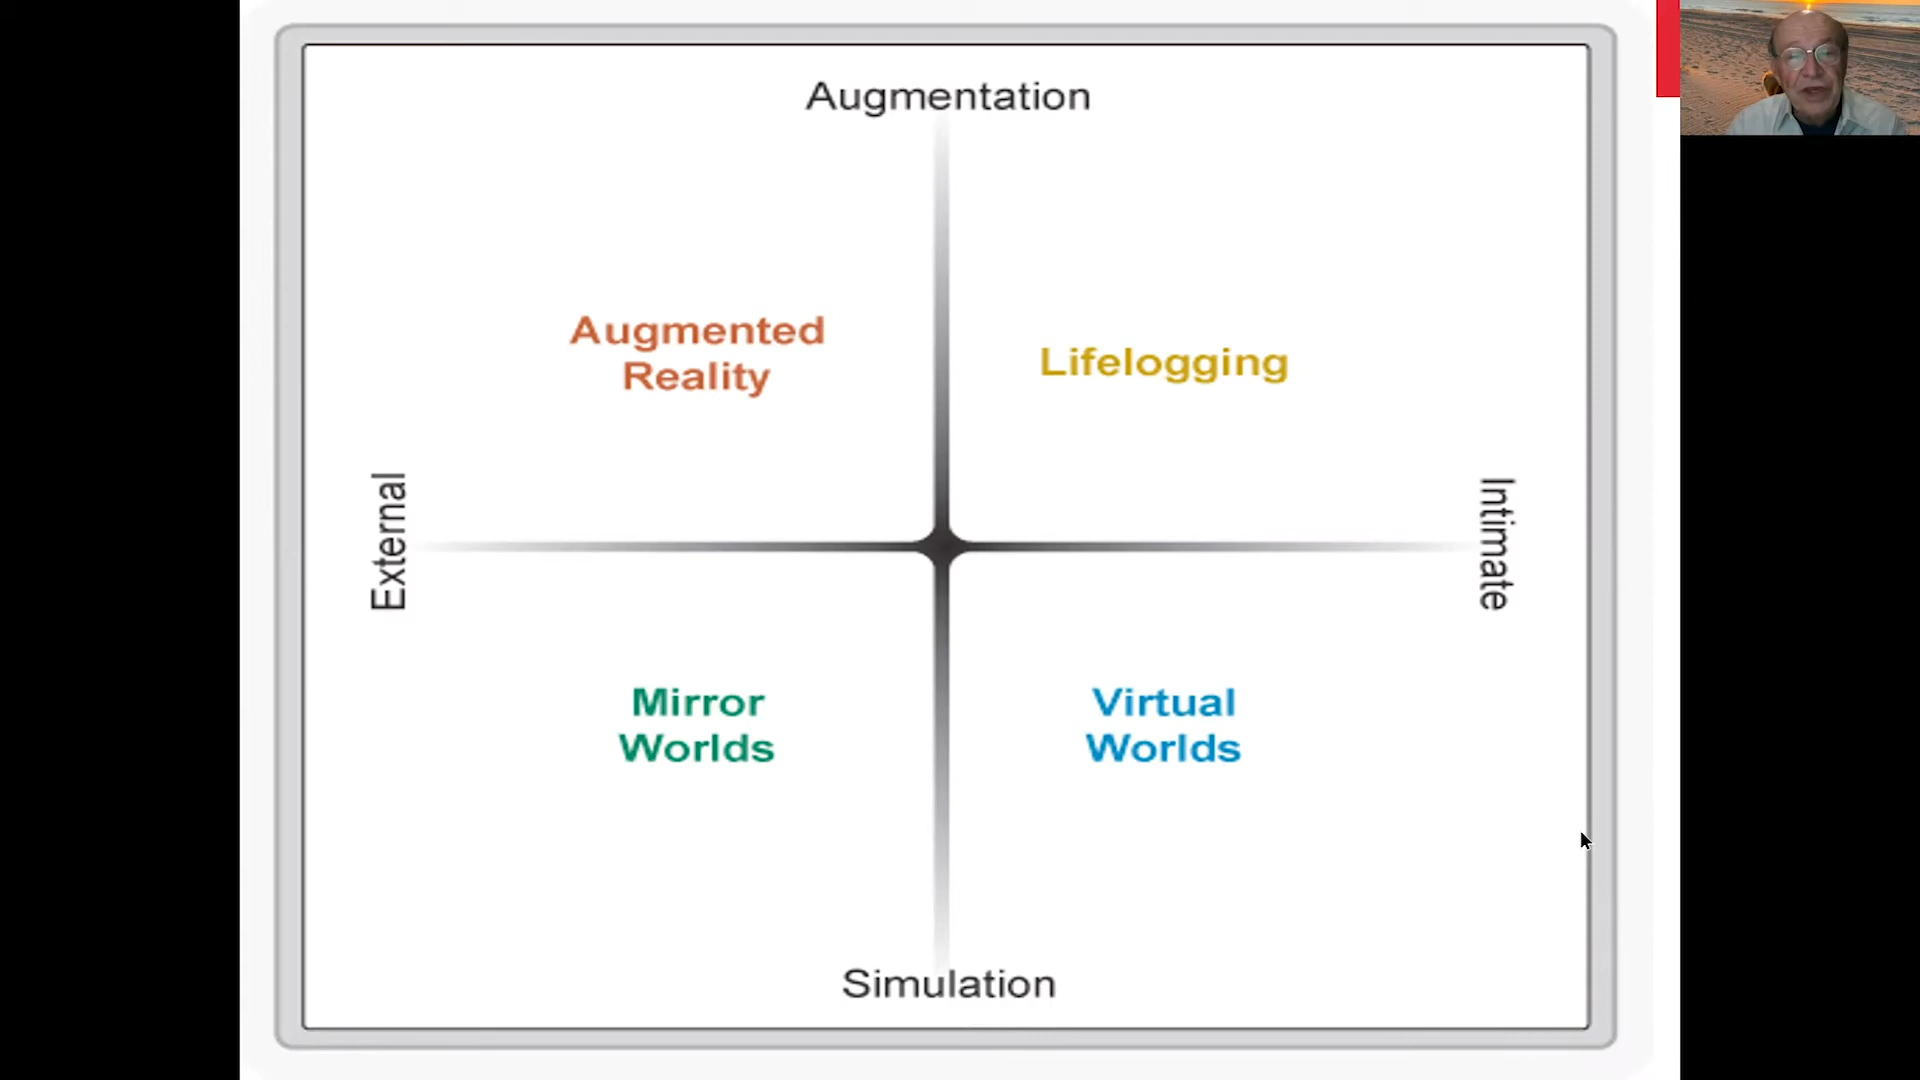 Augmentation
Augmented
Reality
Lifelogging
External
Intimate
Mirror
Worlds
Virtual
Worlds
Simulation